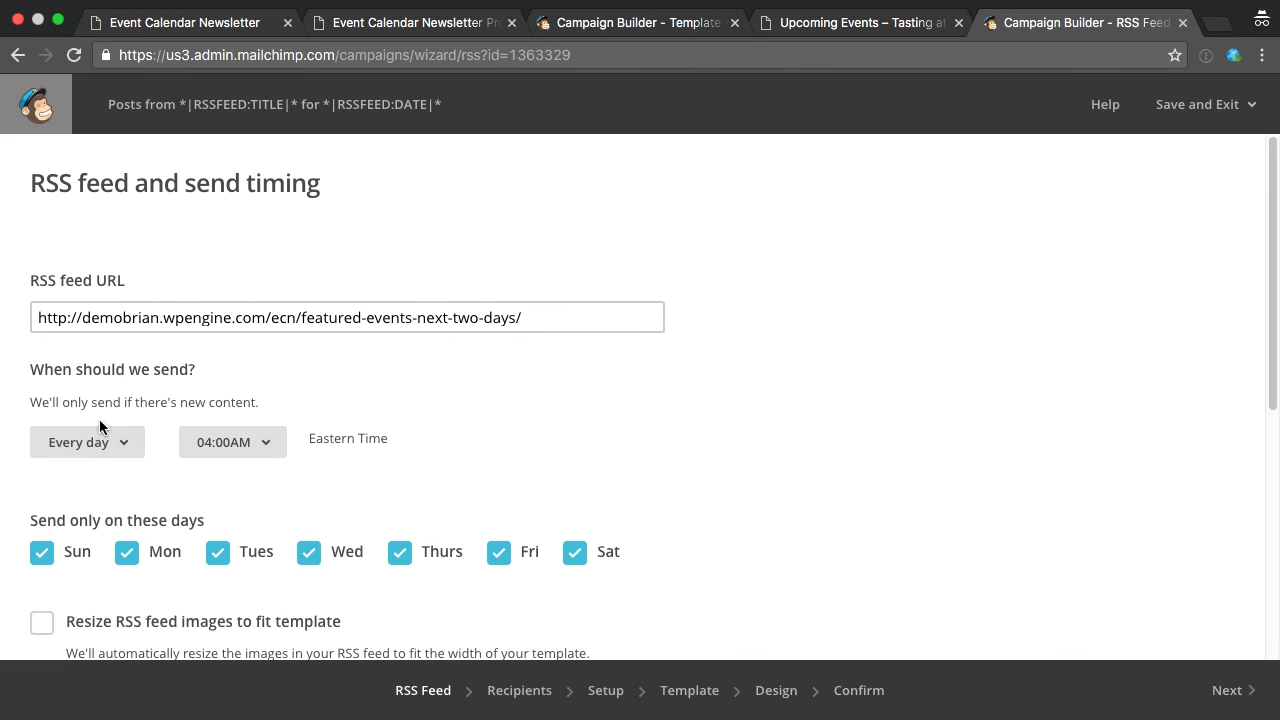 Event Calendar Newsletter
Event Calendar Newsletter Pro
Campaign Builder - Template
Upcoming Events – Tasting at
Campaign Builder - RSS Feed
https://us3.admin.mailchimp.com/campaigns/wizard/rss?id=1363329
Posts from *|RSSFEED:TITLE|* for *|RSSFEED:DATE|*
Help
Save and Exit
RSS feed and send timing
RSS feed URL
http://demobrian.wpengine.com/ecn/featured-events-next-two-days/
When should we send?
We'll only send if there's new content.
Every day
04:00AM
Eastern Time
Send only on these days
Sun Mon Tues Wed Thurs Fri Sat
Resize RSS feed images to fit template
We'll automatically resize the images in your RSS feed to fit the width of your template.
RSS Feed Recipients Setup Template Design Confirm
Next